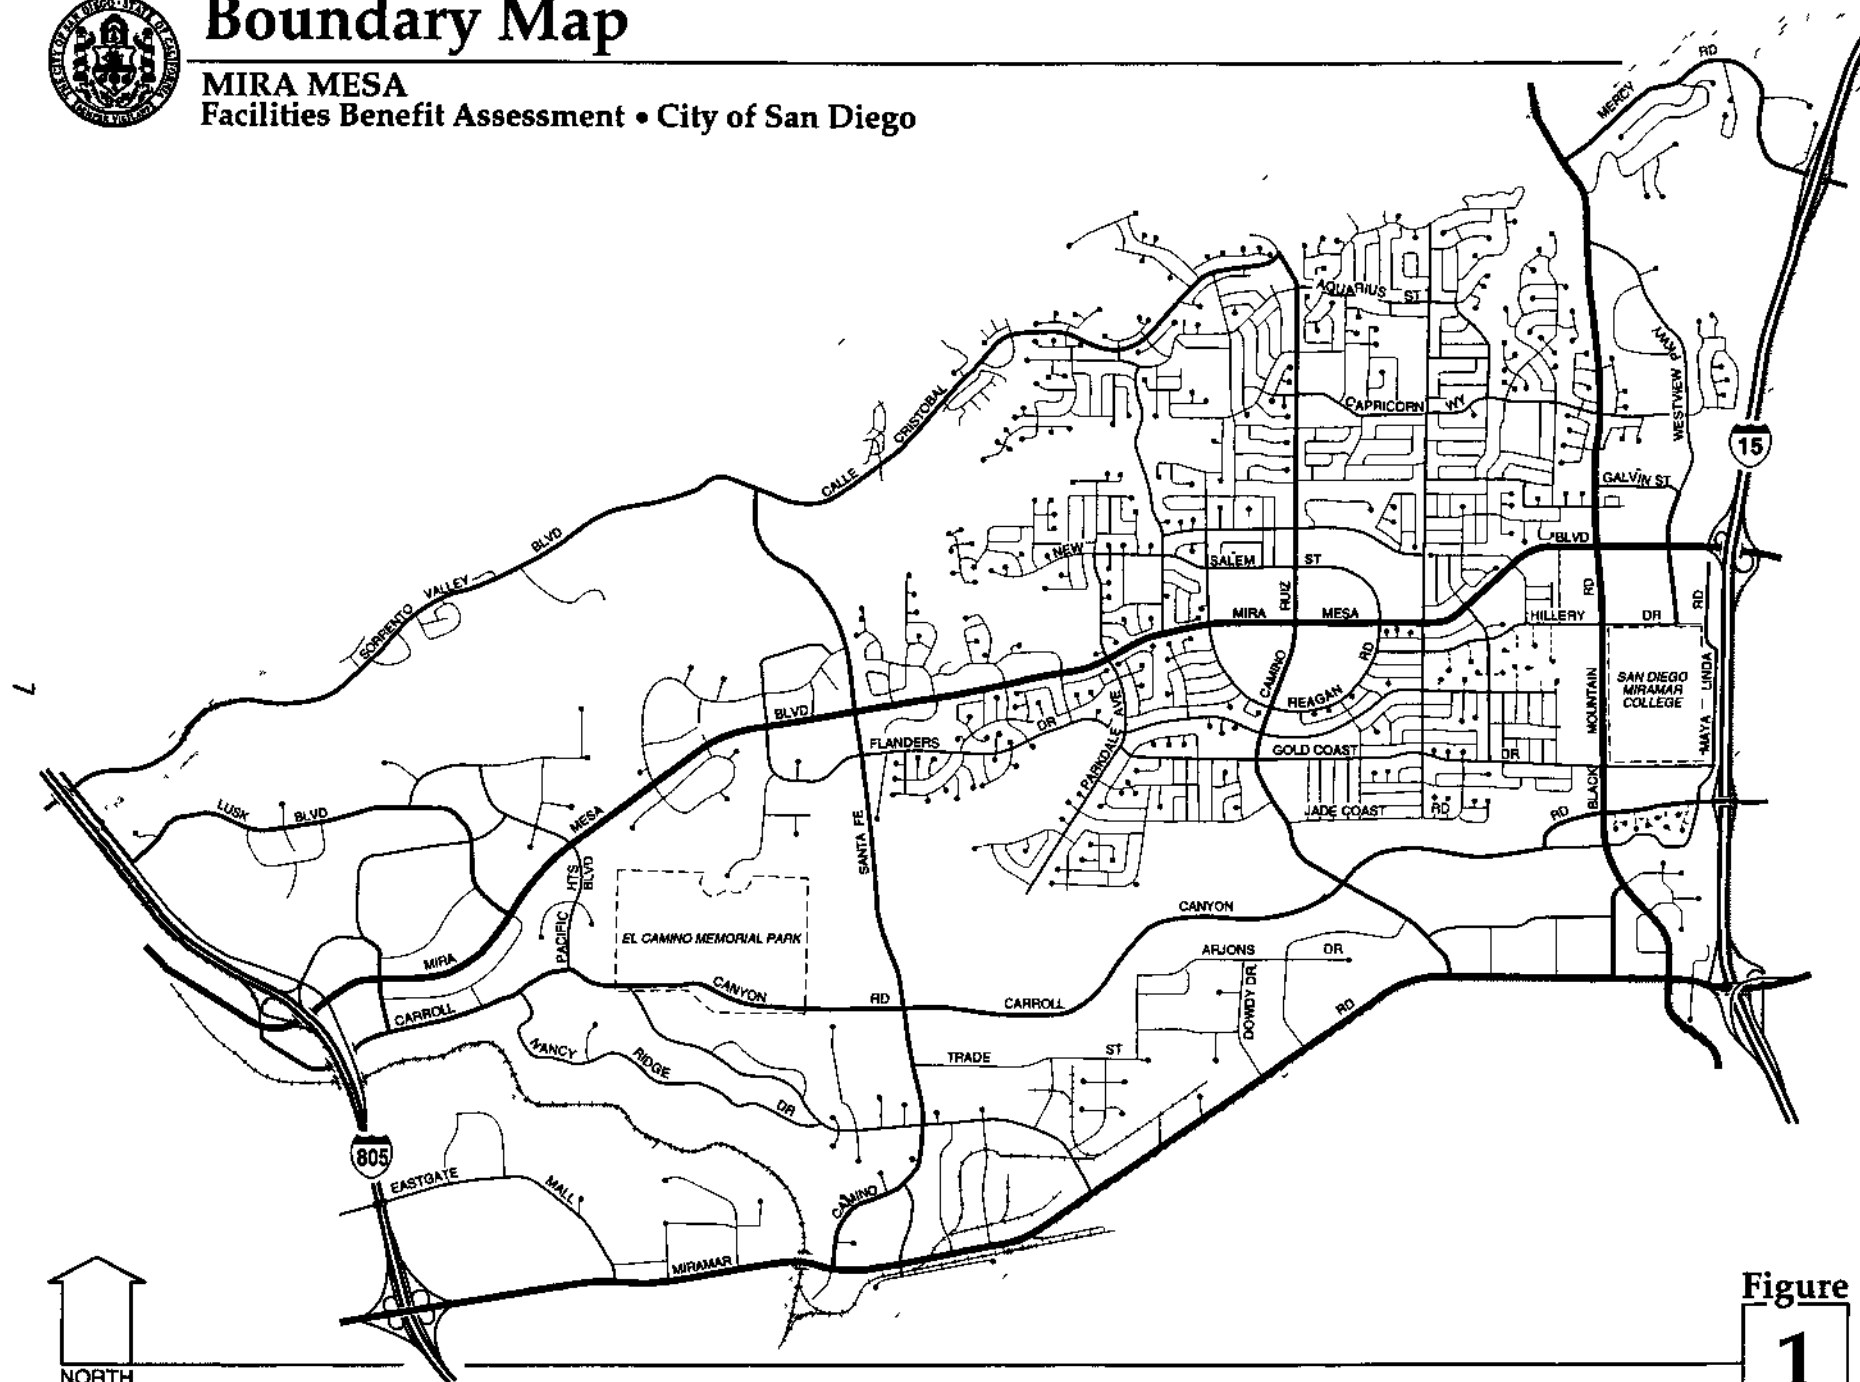 Boundary Map
MIRA MESA
Facilities Benefit Assessment • City of San Diego
MERCY
RD
AQUARIUS ST
WESTVIEW PKWY
CAPRICORN WY
CRISTOBAL
CALLE
15
GALVIN ST
BLVD
SORRENTO VALLEY BLVD
NEW SALEM ST
RUIZ
RD
MIRA MESA
HILLERY DR
RD
CAMINO
RD
REAGAN
SAN DIEGO
MIRAMAR
COLLEGE
MAYA LINDA
BLACK MOUNTAIN
7
BLVD
FLANDERS DR
PARKDALE AVE
GOLD COAST DR
JADE COAST RD
RD
LUSK BLVD
MESA
SANTA FE
PACIFIC HTS BLVD
EL CAMINO MEMORIAL PARK
CANYON
ARJONS DR
DOWDY DR
MIRA
CARROLL
CANYON RD
CARROLL
RD
NANCY RIDGE DR
TRADE ST
805
EASTGATE MALL
CAMINO
MIRAMAR
NORTH
Figure
1